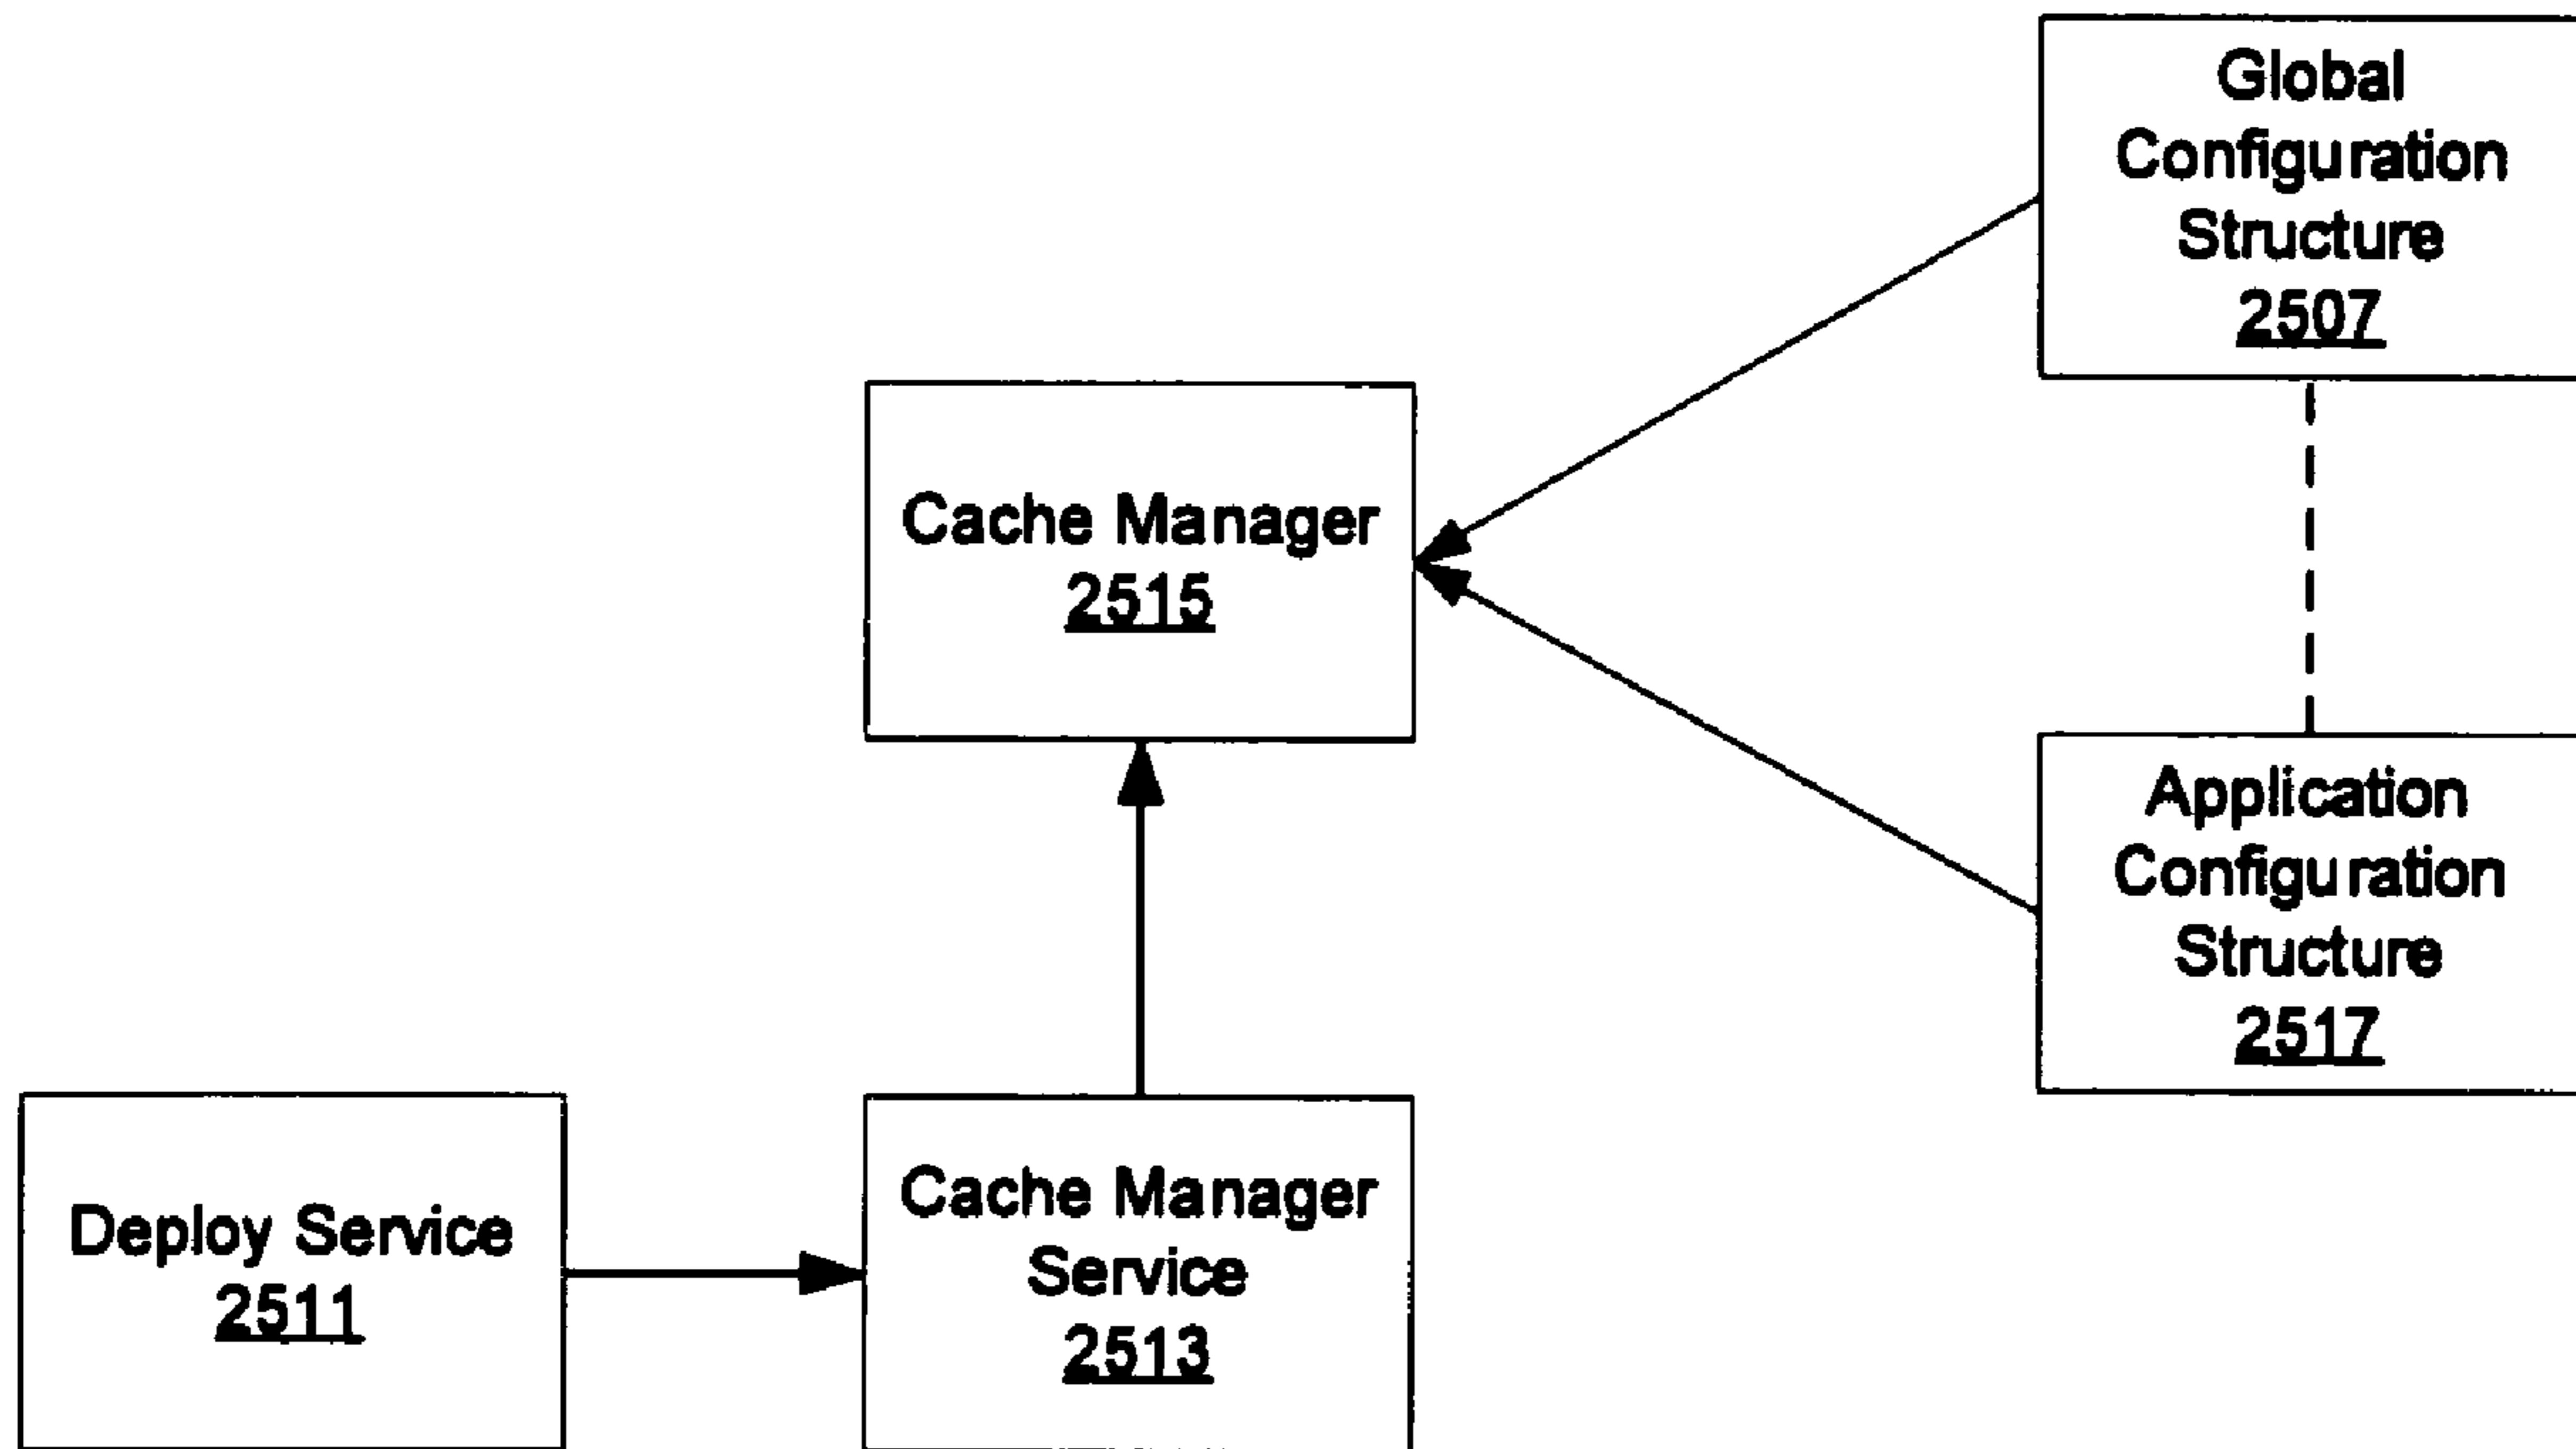 Global
Configuration
Structure
2507
Cache Manager
2515
Application
Configuration
Structure
2517
Deploy Service
2511
Cache Manager
Service
2513